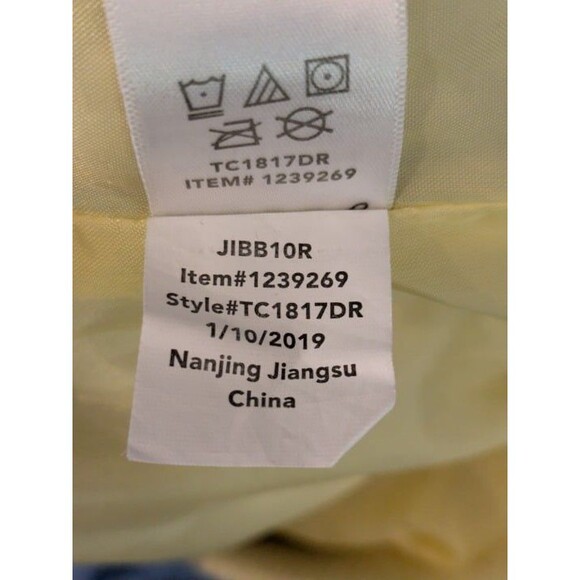 TC1817DR
ITEM# 1239269
JIBB10R
Item#1239269
Style#TC1817DR
1/10/2019
Nanjing Jiangsu
China